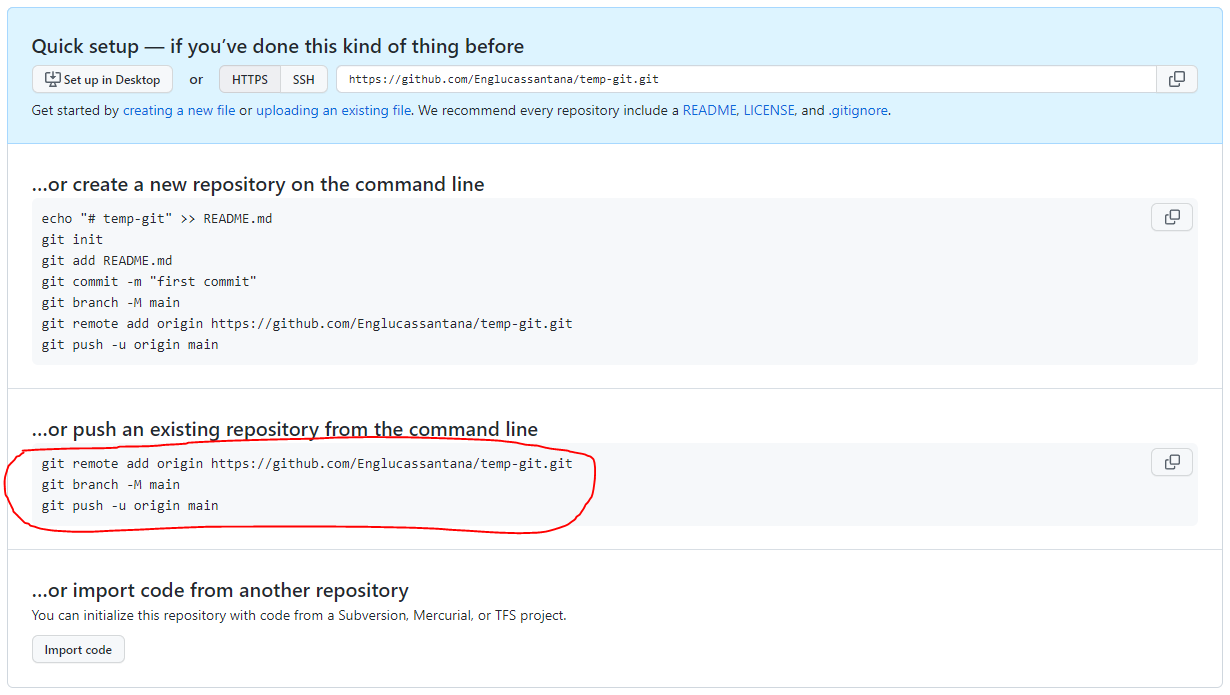 Quick setup — if you’ve done this kind of thing before
Set up in Desktop or HTTPS SSH https://github.com/Englucassantana/temp-git.git
Get started by creating a new file or uploading an existing file. We recommend every repository include a README, LICENSE, and .gitignore.
…or create a new repository on the command line
echo "# temp-git" >> README.md
git init
git add README.md
git commit -m "first commit"
git branch -M main
git remote add origin https://github.com/Englucassantana/temp-git.git
git push -u origin main
…or push an existing repository from the command line
git remote add origin https://github.com/Englucassantana/temp-git.git
git branch -M main
git push -u origin main
…or import code from another repository
You can initialize this repository with code from a Subversion, Mercurial, or TFS project.
Import code